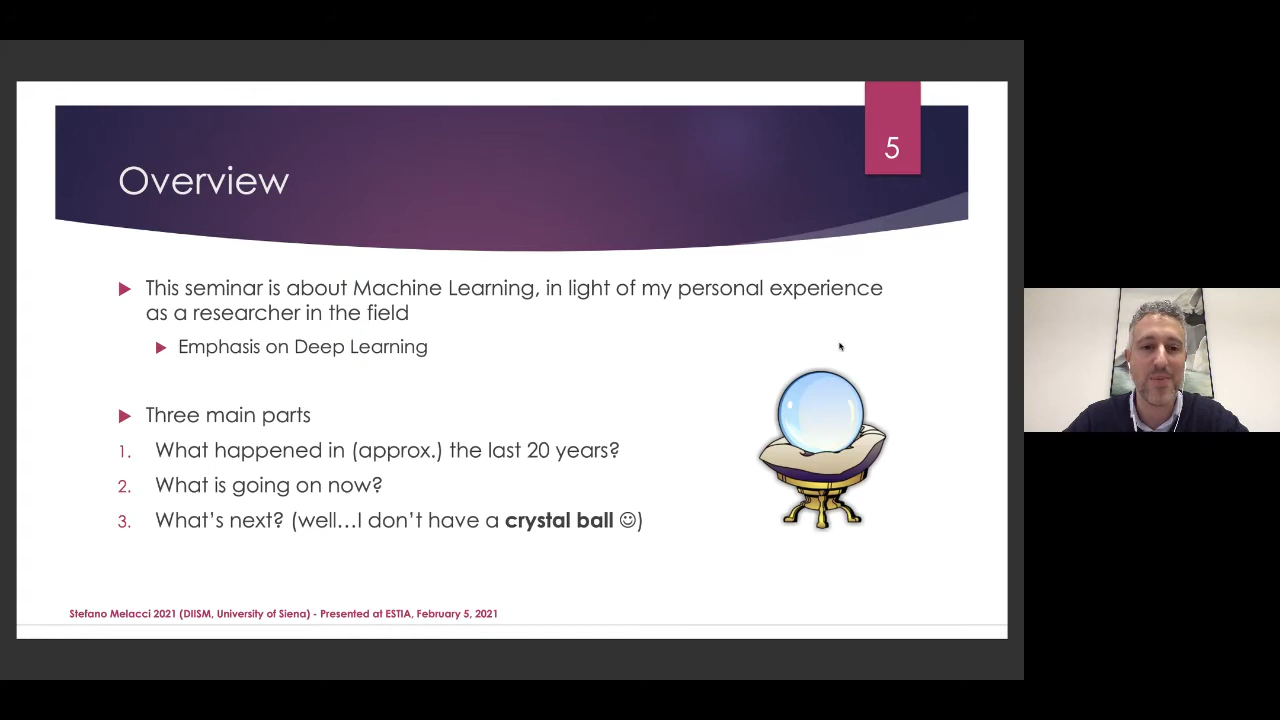 5
Overview
This seminar is about Machine Learning, in light of my personal experience
as a researcher in the field
Emphasis on Deep Learning
Three main parts
1. What happened in (approx.) the last 20 years?
2. What is going on now?
3. What's next? (well…I don't have a crystal ball ☺)
Stefano Melacci 2021 (DIISM, University of Siena) - Presented at ESTIA, February 5, 2021